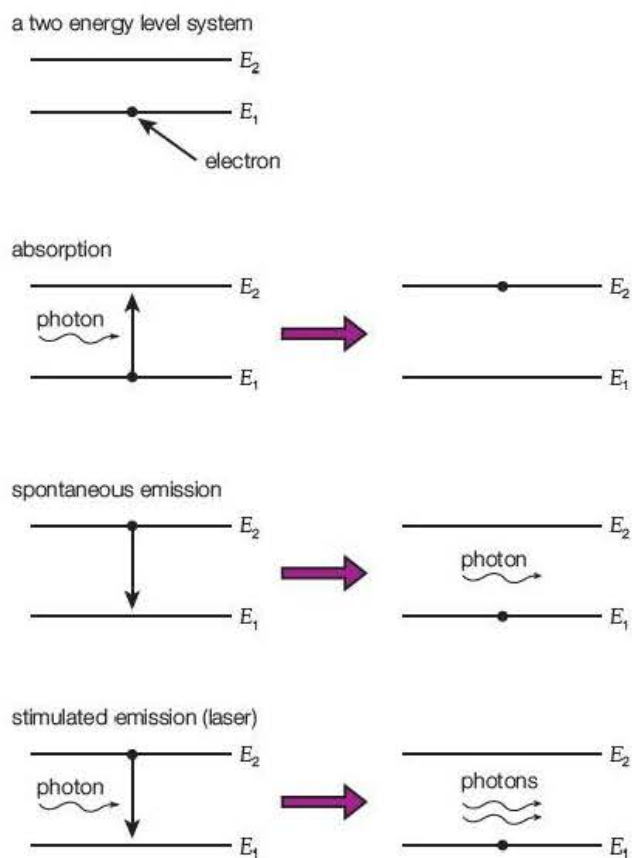 a two energy level system
E₂
E₁
electron
absorption
E₂ E₂
photon
E₁ E₁
spontaneous emission
E₂ E₂
photon
E₁ E₁
stimulated emission (laser)
E₂ E₂
photon photons
E₁ E₁